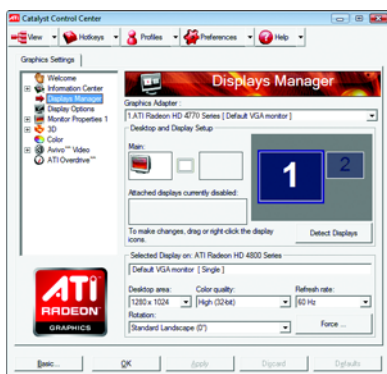 Catalyst Control Center
View Hotkeys Profiles Preferences Help
Graphics Settings
Welcome
Information Center
Displays Manager
Display Options
Monitor Properties 1
3D
Color
Avivo™ Video
ATI Overdrive™
Displays Manager
Graphics Adapter:
1.ATI Radeon HD 4770 Series [ Default VGA monitor ]
Desktop and Display Setup
Main:
1
2
Attached displays currently disabled:
To make changes, drag or right-click the display icons.
Detect Displays
Selected Display on: ATI Radeon HD 4800 Series
Default VGA monitor [ Single ]
Desktop area: Color quality: Refresh rate:
1280 x 1024 High (32-bit) 60 Hz
Rotation:
Standard Landscape (0°)
Force ...
ATI
RADEON
GRAPHICS
Basic... OK Apply Discard Defaults